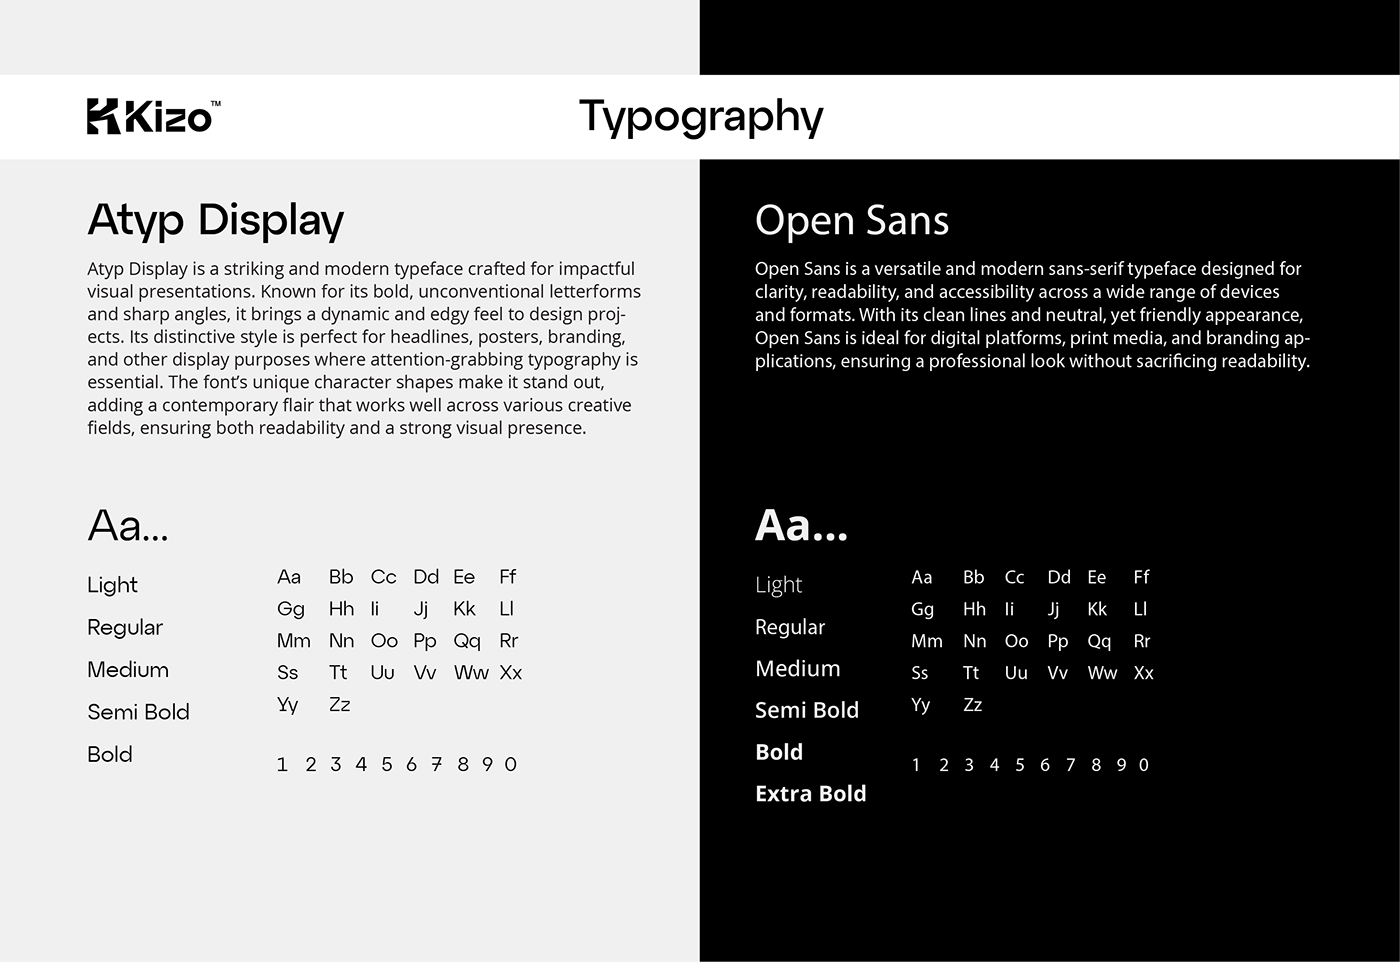 Kizo™
Typography
Atyp Display
Atyp Display is a striking and modern typeface crafted for impactful
visual presentations. Known for its bold, unconventional letterforms
and sharp angles, it brings a dynamic and edgy feel to design proj-
ects. Its distinctive style is perfect for headlines, posters, branding,
and other display purposes where attention-grabbing typography is
essential. The font's unique character shapes make it stand out,
adding a contemporary flair that works well across various creative
fields, ensuring both readability and a strong visual presence.
Aa...
Light
Regular
Medium
Semi Bold
Bold
Aa Bb Cc Dd Ee Ff
Gg Hh Ii Jj Kk Ll
Mm Nn Oo Pp Qq Rr
Ss Tt Uu Vv Ww Xx
Yy Zz
1 2 3 4 5 6 7 8 9 0
Open Sans
Open Sans is a versatile and modern sans-serif typeface designed for
clarity, readability, and accessibility across a wide range of devices
and formats. With its clean lines and neutral, yet friendly appearance,
Open Sans is ideal for digital platforms, print media, and branding ap-
plications, ensuring a professional look without sacrificing readability.
Aa...
Light
Regular
Medium
Semi Bold
Bold
Extra Bold
Aa Bb Cc Dd Ee Ff
Gg Hh Ii Jj Kk Ll
Mm Nn Oo Pp Qq Rr
Ss Tt Uu Vv Ww Xx
Yy Zz
1 2 3 4 5 6 7 8 9 0